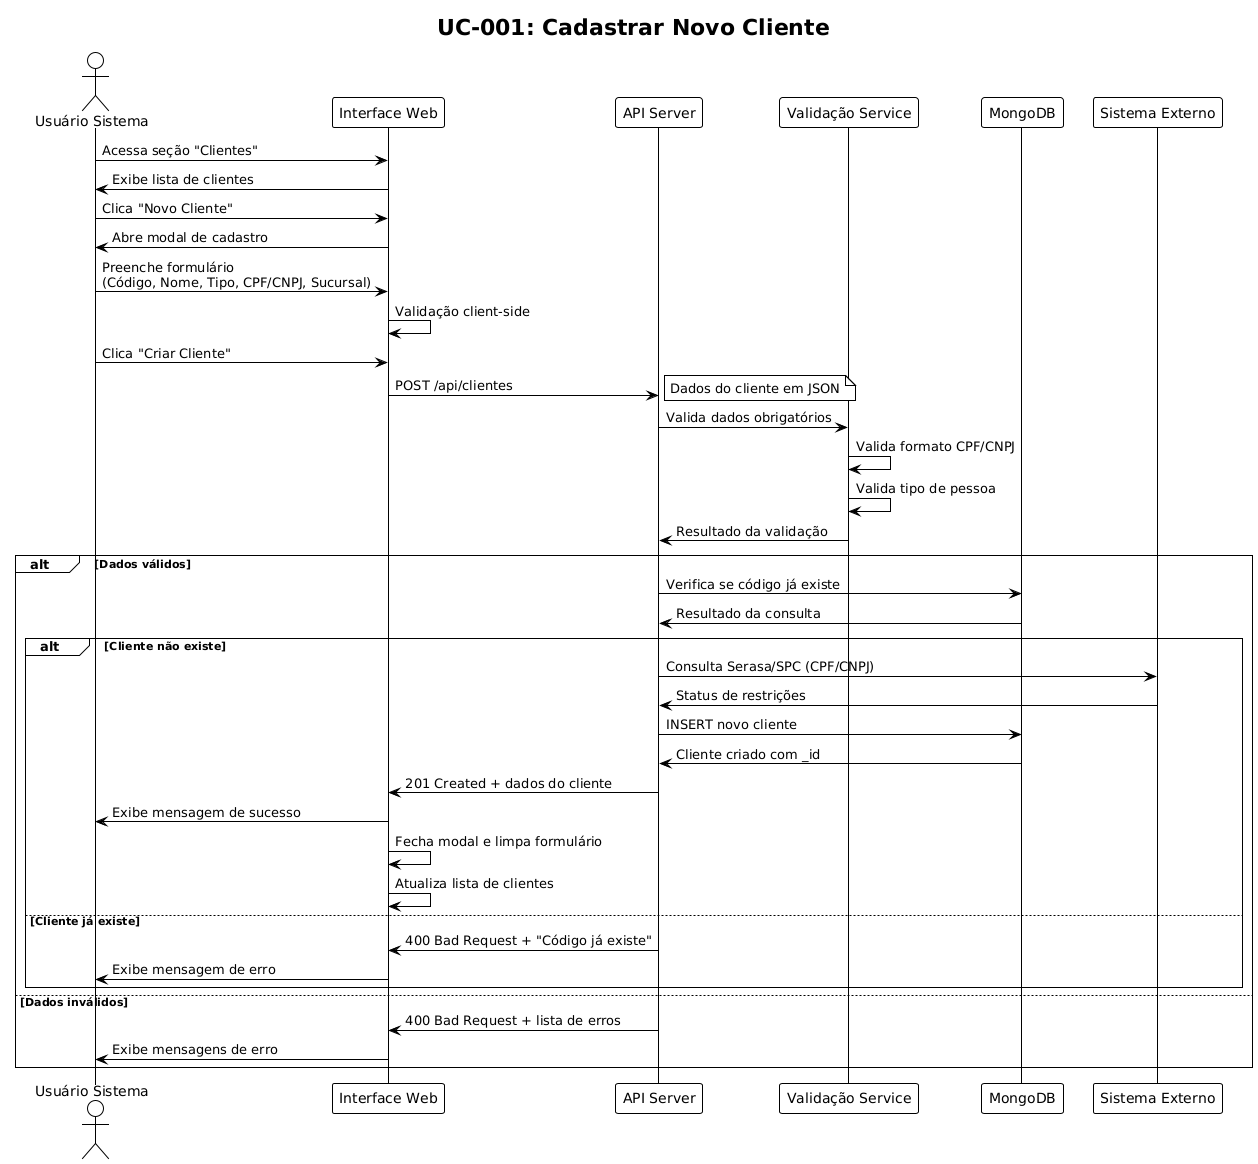 UC-001: Cadastrar Novo Cliente
Usuário Sistema
Interface Web
API Server
Validação Service
MongoDB
Sistema Externo
Acessa seção "Clientes"
Exibe lista de clientes
Clica "Novo Cliente"
Abre modal de cadastro
Preenche formulário
(Código, Nome, Tipo, CPF/CNPJ, Sucursal)
Validação client-side
Clica "Criar Cliente"
POST /api/clientes
Dados do cliente em JSON
Valida dados obrigatórios
Valida formato CPF/CNPJ
Valida tipo de pessoa
Resultado da validação
alt
[Dados válidos]
Verifica se código já existe
Resultado da consulta
alt
[Cliente não existe]
Consulta Serasa/SPC (CPF/CNPJ)
Status de restrições
INSERT novo cliente
Cliente criado com _id
201 Created + dados do cliente
Exibe mensagem de sucesso
Fecha modal e limpa formulário
Atualiza lista de clientes
[Cliente já existe]
400 Bad Request + "Código já existe"
Exibe mensagem de erro
[Dados inválidos]
400 Bad Request + lista de erros
Exibe mensagens de erro
Usuário Sistema
Interface Web
API Server
Validação Service
MongoDB
Sistema Externo